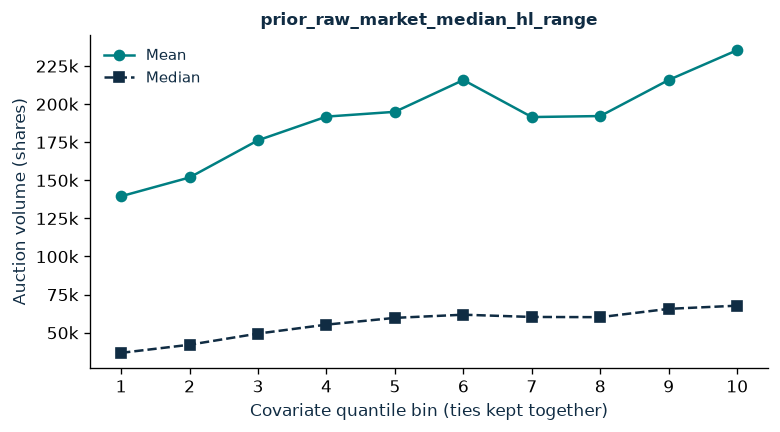 prior_raw_market_median_hl_range
Mean
Median
Auction volume (shares)
225k
200k
175k
150k
125k
100k
75k
50k
1 2 3 4 5 6 7 8 9 10
Covariate quantile bin (ties kept together)